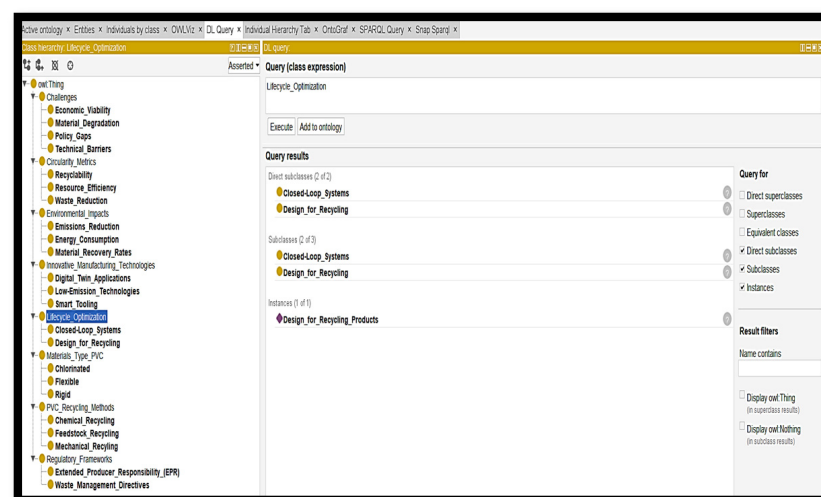 Active ontology × Entities × Individuals by class × OWLViz × DL Query × Individual Hierarchy Tab × OntoGraf × SPARQL Query × Snap Sparql ×
Class hierarchy: Lifecycle_Optimization
Asserted
owl:Thing
Challenges
Economic_Viability
Material_Degradation
Policy_Gaps
Technical_Barriers
Circularity_Metrics
Recyclability
Resource_Efficiency
Waste_Reduction
Environmental_Impacts
Emissions_Reduction
Energy_Consumption
Material_Recovery_Rates
Innovative_Manufacturing_Technologies
Digital_Twin_Applications
Low-Emission_Technologies
Smart_Tooling
Lifecycle_Optimization
Closed-Loop_Systems
Design_for_Recycling
Materials_Type_PVC
Chlorinated
Flexible
Rigid
PVC_Recycling_Methods
Chemical_Recycling
Feedstock_Recycling
Mechanical_Recyling
Regulatory_Frameworks
Extended_Producer_Responsibility_(EPR)
Waste_Management_Directives
DL query:
Query (class expression)
Lifecycle_Optimization
Execute Add to ontology
Query results
Direct subclasses (2 of 2)
Closed-Loop_Systems ?
Design_for_Recycling ?
Subclasses (2 of 3)
Closed-Loop_Systems ?
Design_for_Recycling ?
Instances (1 of 1)
Design_for_Recycling_Products ?
Query for
Direct superclasses
Superclasses
Equivalent classes
Direct subclasses
Subclasses
Instances
Result filters
Name contains
Display owl:Thing
(in superclass results)
Display owl:Nothing
(in subclass results)